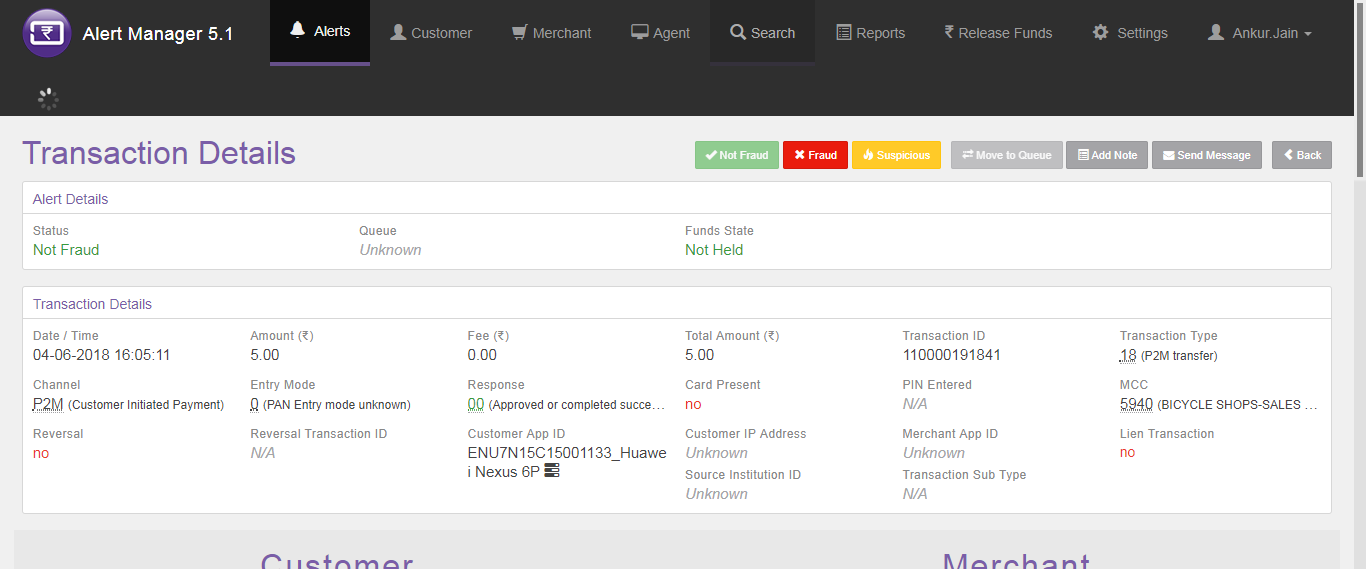 Alert Manager 5.1 Alerts Customer Merchant Agent Search Reports ₹ Release Funds Settings Ankur.Jain
Transaction Details Not Fraud Fraud Suspicious Move to Queue Add Note Send Message Back
Alert Details
Status Queue Funds State
Not Fraud Unknown Not Held
Transaction Details
Date / Time Amount (₹) Fee (₹) Total Amount (₹) Transaction ID Transaction Type
04-06-2018 16:05:11 5.00 0.00 5.00 110000191841 18 (P2M transfer)
Channel Entry Mode Response Card Present PIN Entered MCC
P2M (Customer Initiated Payment) 0 (PAN Entry mode unknown) 00 (Approved or completed succe… no N/A 5940 (BICYCLE SHOPS-SALES …
Reversal Reversal Transaction ID Customer App ID Customer IP Address Merchant App ID Lien Transaction
no N/A ENU7N15C15001133_Huawe Unknown Unknown no
i Nexus 6P Source Institution ID Transaction Sub Type
Unknown N/A
Customer Merchant